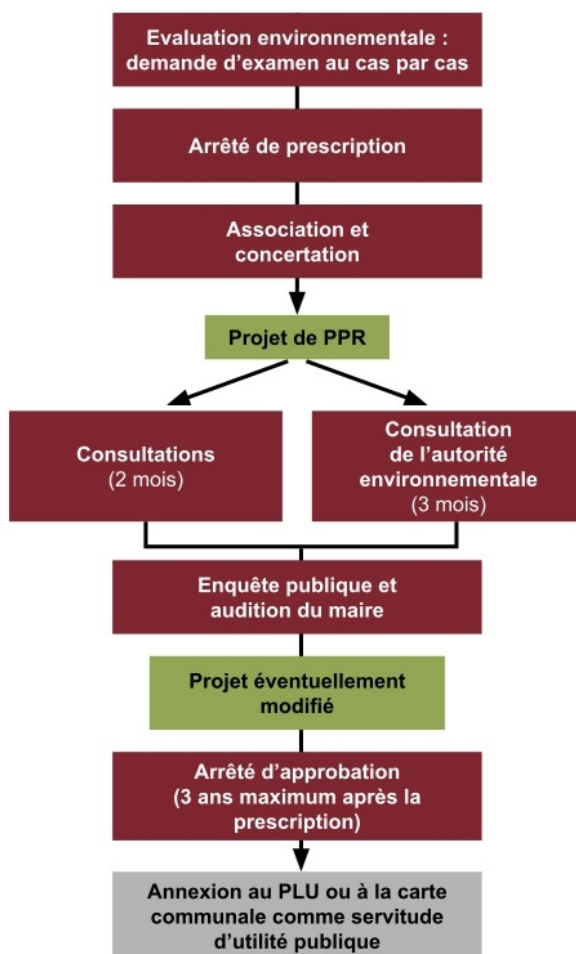 Evaluation environnementale :
demande d'examen au cas par cas
Arrêté de prescription
Association et
concertation
Projet de PPR
Consultations
(2 mois)
Consultation
de l'autorité
environnementale
(3 mois)
Enquête publique et
audition du maire
Projet éventuellement
modifié
Arrêté d'approbation
(3 ans maximum après la
prescription)
Annexion au PLU ou à la carte
communale comme servitude
d'utilité publique